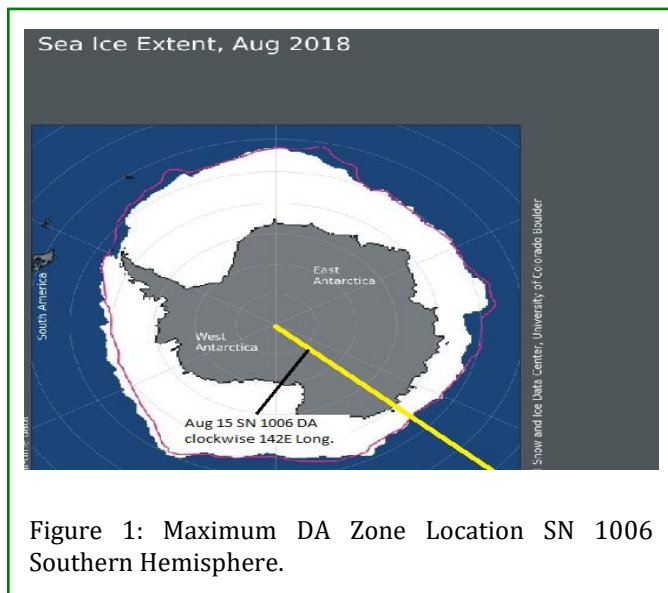 Sea Ice Extent, Aug 2018
East
Antarctica
West
Antarctica
South America
Snow and Ice Data Center, University of Colorado Boulder
Aug 15 SN 1006 DA
clockwise 142E Long.
Figure 1: Maximum DA Zone Location SN 1006
Southern Hemisphere.